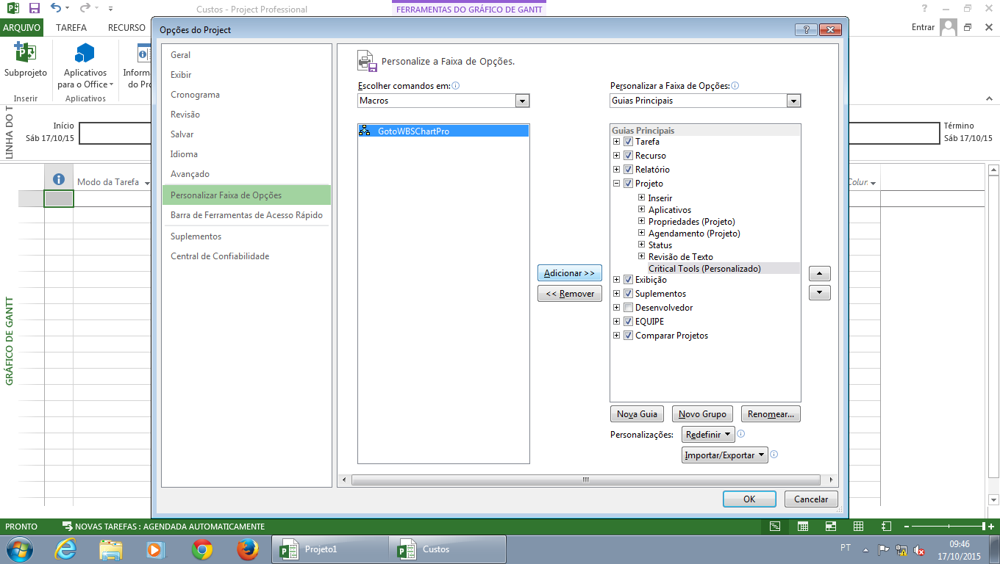 Custos - Project Professional
FERRAMENTAS DO GRÁFICO DE GANTT
ARQUIVO
TAREFA
RECURSO
Entrar
Subprojeto
Inserir
Aplicativos
para o Office
Aplicativos
Inform
do Pr
LINHA DO T
Início
Sáb 17/10/15
Término
Sáb 17/10/15
Modo da Tarefa
Colur
GRÁFICO DE GANTT
Opções do Project
Geral
Exibir
Cronograma
Revisão
Salvar
Idioma
Avançado
Personalizar Faixa de Opções
Barra de Ferramentas de Acesso Rápido
Suplementos
Central de Confiabilidade
Personalize a Faixa de Opções.
Escolher comandos em:
Macros
GotoWBSChartPro
Adicionar >>
<< Remover
Personalizar a Faixa de Opções:
Guias Principais
Guias Principais
Tarefa
Recurso
Relatório
Projeto
Inserir
Aplicativos
Propriedades (Projeto)
Agendamento (Projeto)
Status
Revisão de Texto
Critical Tools (Personalizado)
Exibição
Suplementos
Desenvolvedor
EQUIPE
Comparar Projetos
Nova Guia
Novo Grupo
Renomear...
Personalizações:
Redefinir
Importar/Exportar
OK
Cancelar
PRONTO
NOVAS TAREFAS : AGENDADA AUTOMATICAMENTE
Projeto1
Custos
PT
09:46
17/10/2015